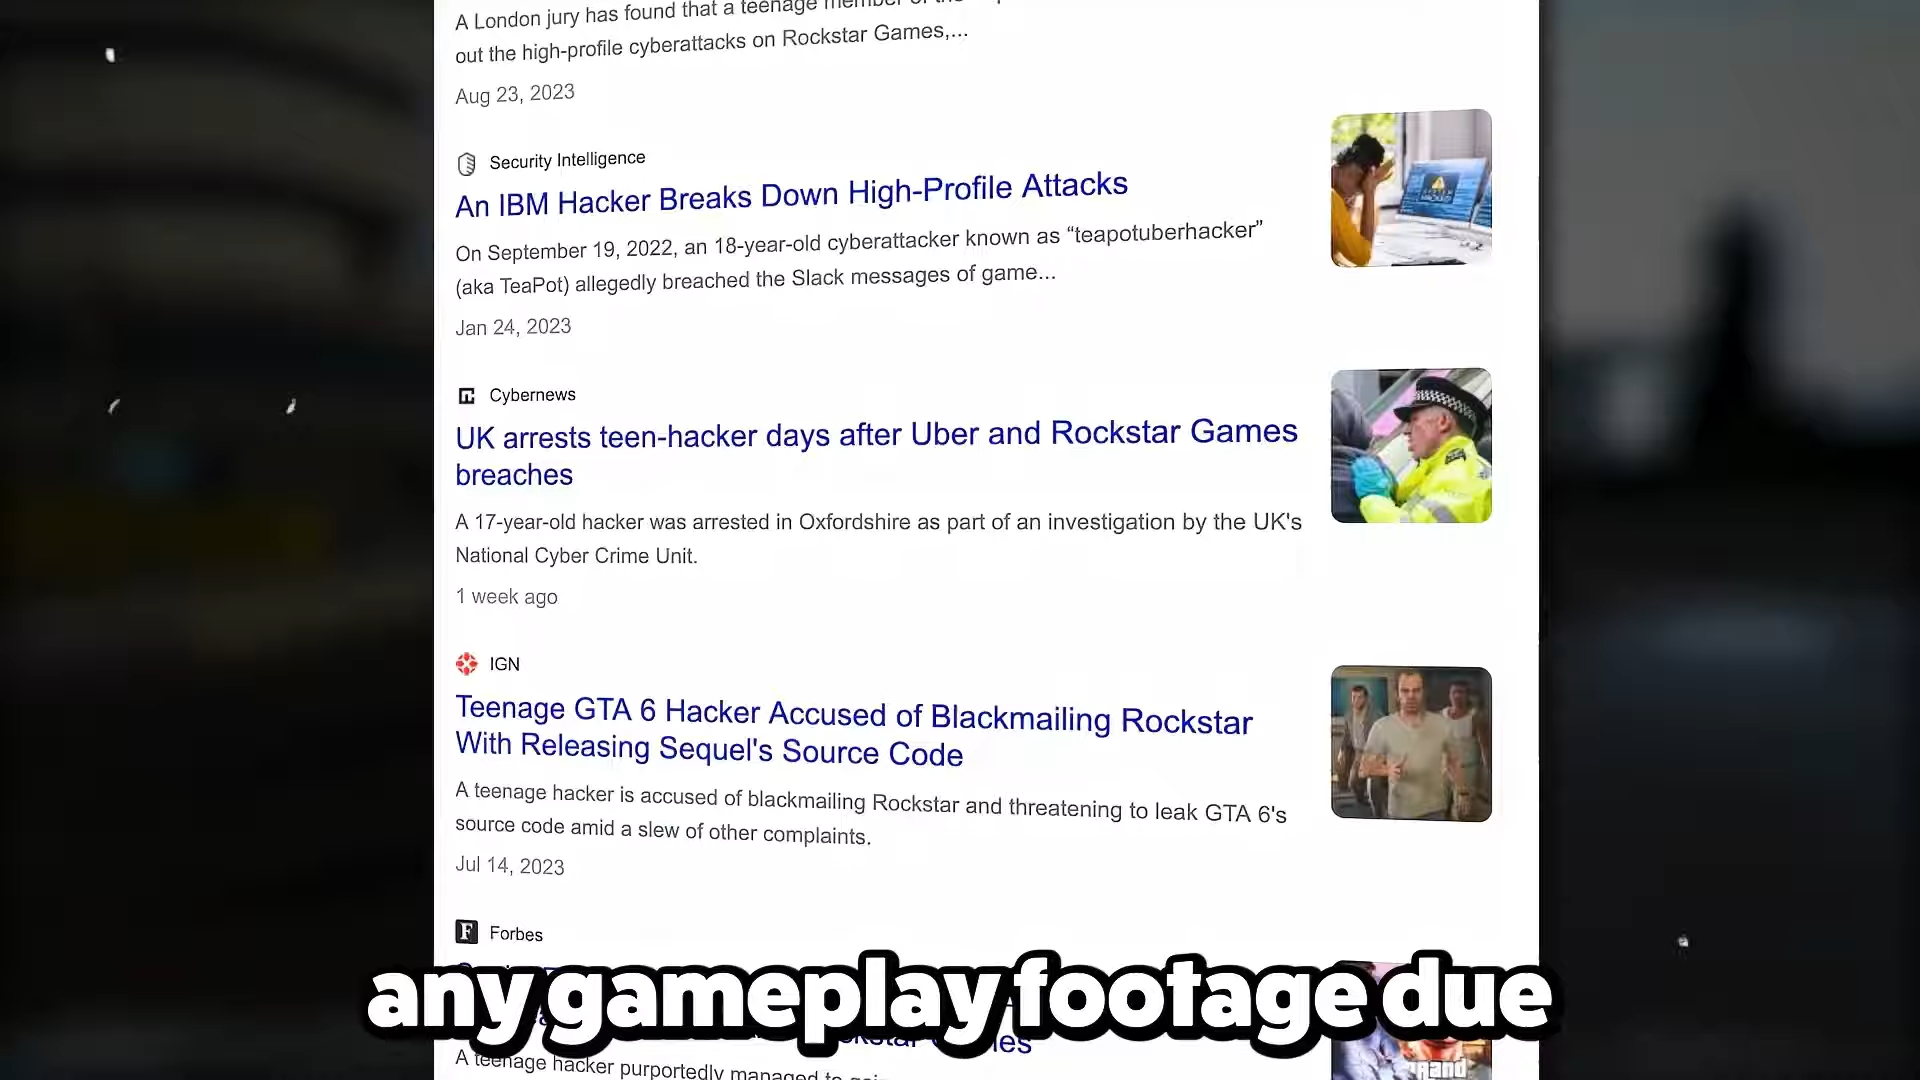 A London jury has found that a teenage member of the
out the high-profile cyberattacks on Rockstar Games,...
Aug 23, 2023
Security Intelligence
An IBM Hacker Breaks Down High-Profile Attacks
On September 19, 2022, an 18-year-old cyberattacker known as “teapotuberhacker”
(aka TeaPot) allegedly breached the Slack messages of game...
Jan 24, 2023
Cybernews
UK arrests teen-hacker days after Uber and Rockstar Games
breaches
A 17-year-old hacker was arrested in Oxfordshire as part of an investigation by the UK's
National Cyber Crime Unit.
1 week ago
IGN
Teenage GTA 6 Hacker Accused of Blackmailing Rockstar
With Releasing Sequel's Source Code
A teenage hacker is accused of blackmailing Rockstar and threatening to leak GTA 6's
source code amid a slew of other complaints.
Jul 14, 2023
F Forbes
any gameplay footage due
A teenage hacker purportedly managed to